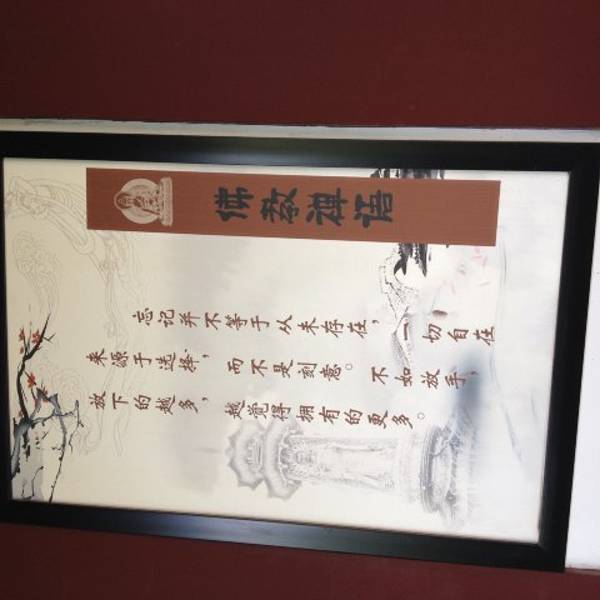 佛教禅语
忘记并不等于从未存在，一切自在
来源于选择，而不是刻意。不如放手，
放下的越多，越觉得拥有的更多。